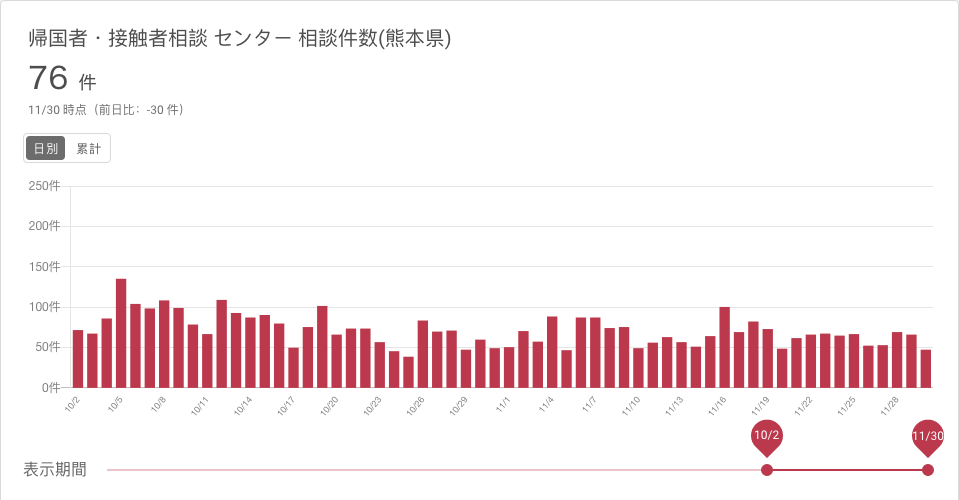 帰国者・接触者相談 センター 相談件数(熊本県)
76 件
11/30 時点（前日比：-30 件）
日別 累計
250件
200件
150件
100件
50件
0件
10/2 10/5 10/8 10/11 10/14 10/17 10/20 10/23 10/26 10/29 11/1 11/4 11/7 11/10 11/13 11/16 11/19 11/22 11/25 11/28
10/2 11/30
表示期間